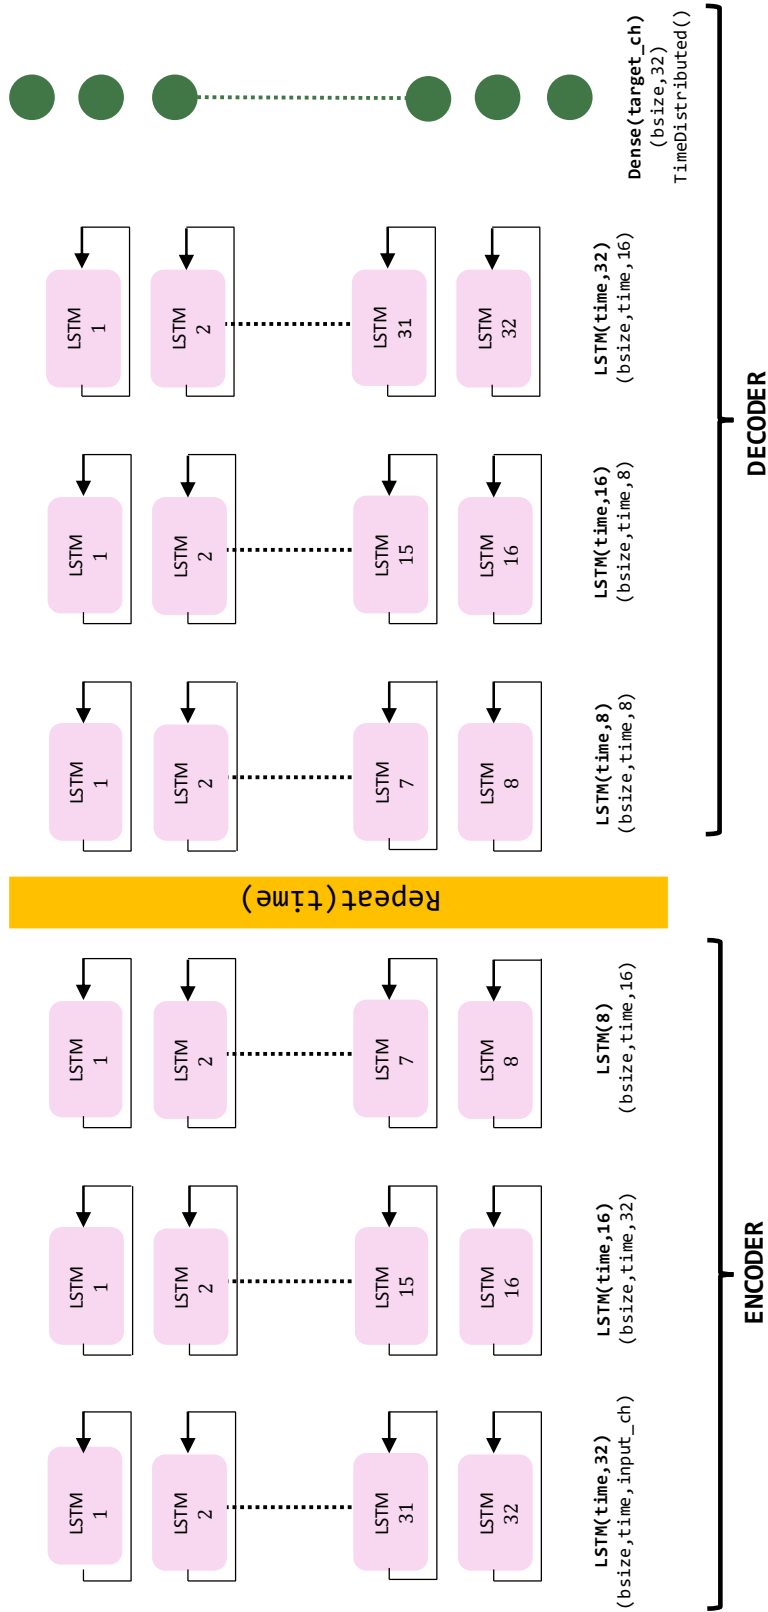 LSTM
1
LSTM
2
LSTM
31
LSTM
32
LSTM(time,32)
(bsize,time,input_ch)
LSTM
1
LSTM
2
LSTM
15
LSTM
16
LSTM(time,16)
(bsize,time,32)
LSTM
1
LSTM
2
LSTM
7
LSTM
8
LSTM(8)
(bsize,time,16)
ENCODER
Repeat(time)
LSTM
1
LSTM
2
LSTM
7
LSTM
8
LSTM(time,8)
(bsize,time,8)
LSTM
1
LSTM
2
LSTM
15
LSTM
16
LSTM(time,16)
(bsize,time,8)
LSTM
1
LSTM
2
LSTM
31
LSTM
32
LSTM(time,32)
(bsize,time,16)
Dense(target_ch)
(bsize,32)
TimeDistributed()
DECODER